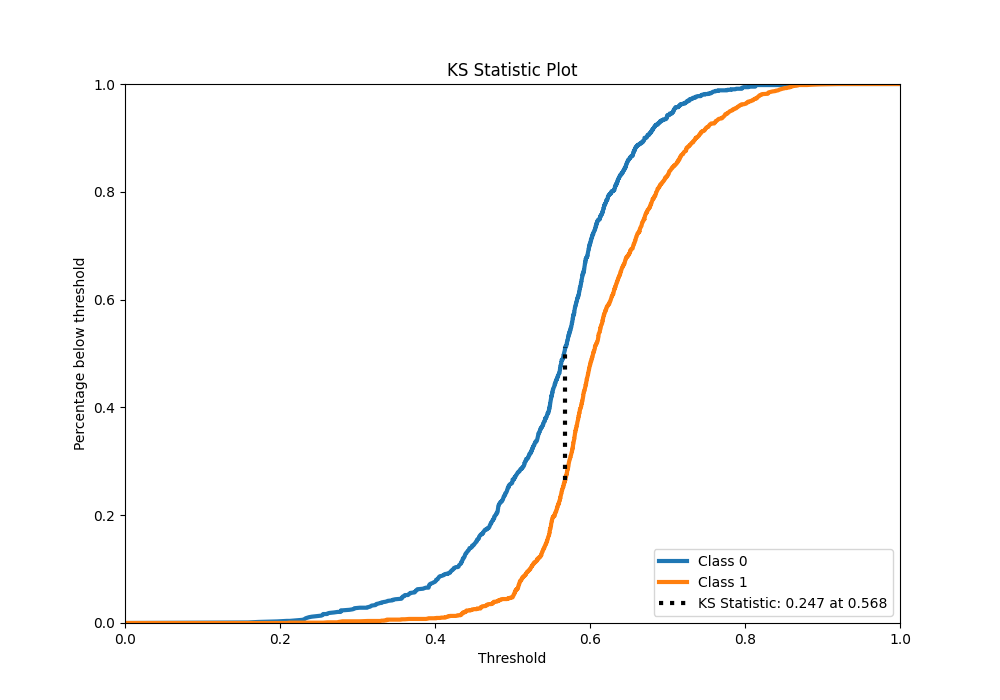 KS Statistic Plot
Percentage below threshold
1.0
0.8
0.6
0.4
0.2
0.0
0.0 0.2 0.4 0.6 0.8 1.0
Threshold
Class 0
Class 1
KS Statistic: 0.247 at 0.568